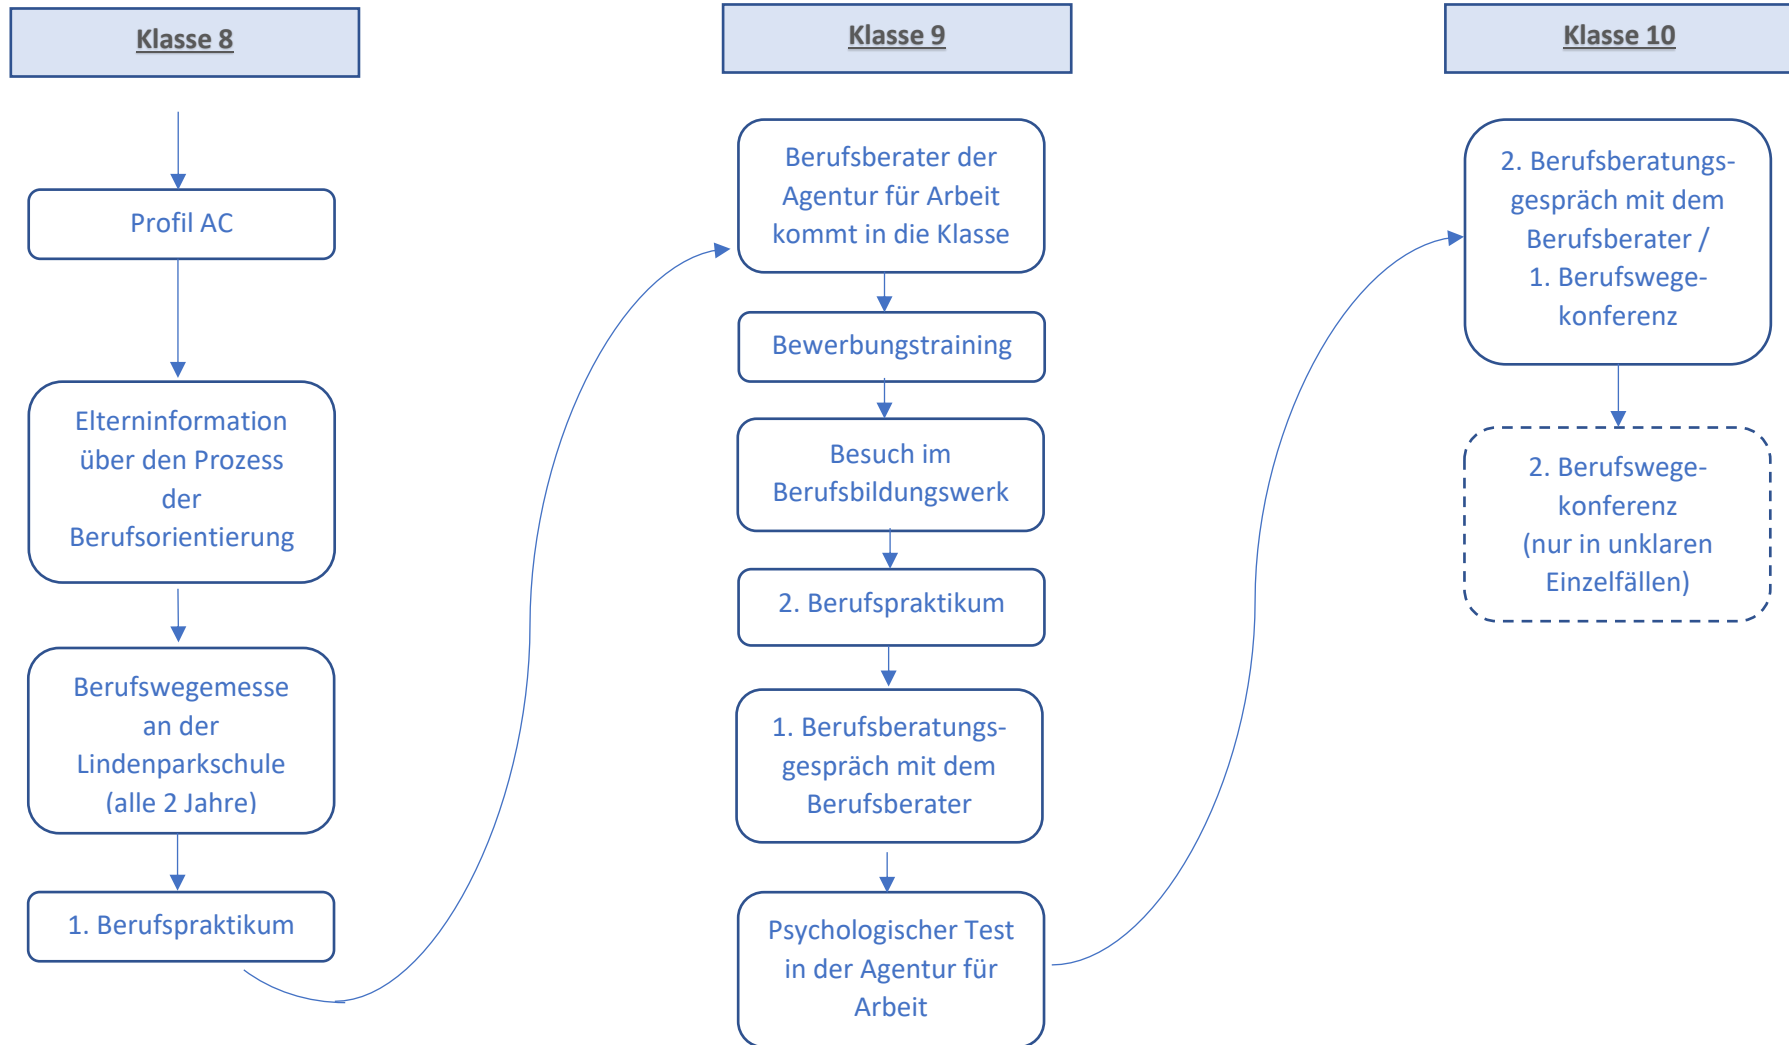 Klasse 8
Profil AC
Elterninformation
über den Prozess
der
Berufsorientierung
Berufswegemesse
an der
Lindenparkschule
(alle 2 Jahre)
1. Berufspraktikum
Klasse 9
Berufsberater der
Agentur für Arbeit
kommt in die Klasse
Bewerbungstraining
Besuch im
Berufsbildungswerk
2. Berufspraktikum
1. Berufsberatungs-
gespräch mit dem
Berufsberater
Psychologischer Test
in der Agentur für
Arbeit
Klasse 10
2. Berufsberatungs-
gespräch mit dem
Berufsberater /
1. Berufswege-
konferenz
2. Berufswege-
konferenz
(nur in unklaren
Einzelfällen)